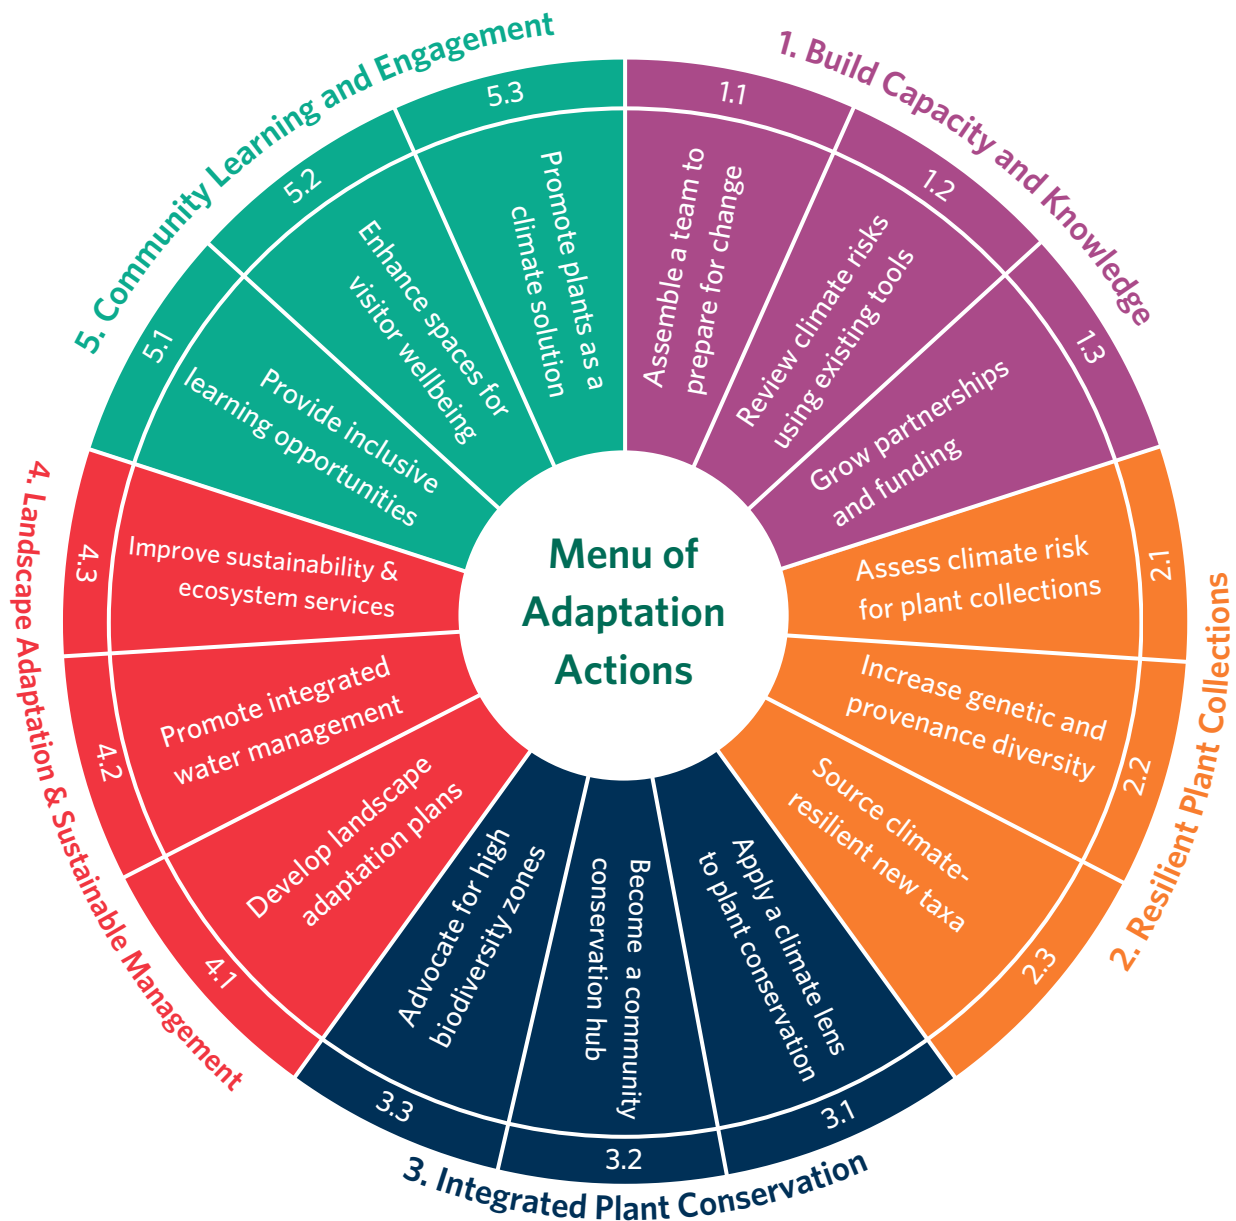 Menu of
Adaptation
Actions
1. Build Capacity and Knowledge
1.1
Assemble a team to
prepare for change
1.2
Review climate risks
using existing tools
1.3
Grow partnerships
and funding
2. Resilient Plant Collections
2.1
Assess climate risk
for plant collections
2.2
Increase genetic and
provenance diversity
2.3
Source climate-
resilient new taxa
3. Integrated Plant Conservation
3.1
Apply a climate lens
to plant conservation
3.2
Become a community
conservation hub
3.3
Advocate for high
biodiversity zones
4. Landscape Adaptation & Sustainable Management
4.1
Develop landscape
adaptation plans
4.2
Promote integrated
water management
4.3
Improve sustainability &
ecosystem services
5. Community Learning and Engagement
5.1
Provide inclusive
learning opportunities
5.2
Enhance spaces for
visitor wellbeing
5.3
Promote plants as a
climate solution